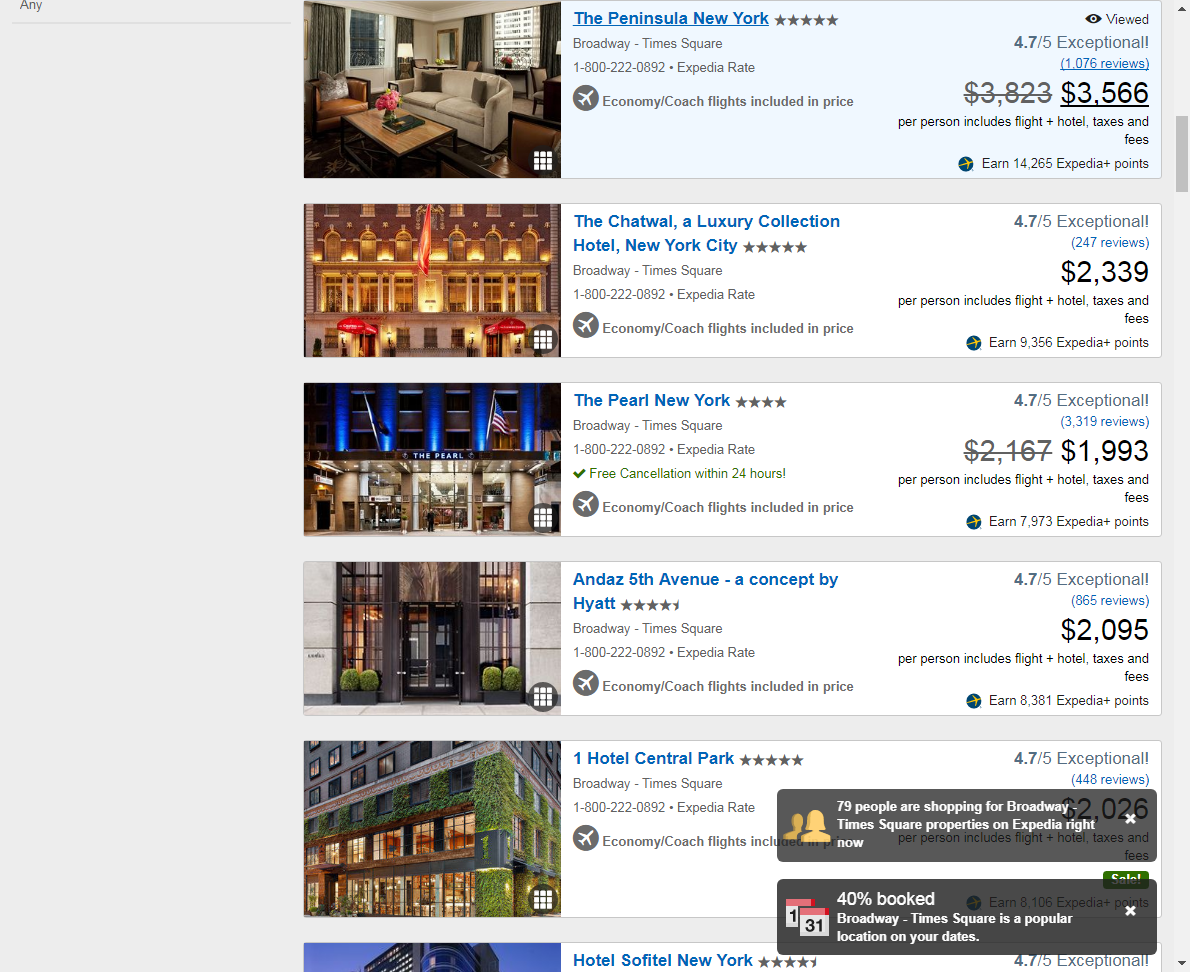 Any
The Peninsula New York
Viewed
Broadway - Times Square
4.7/5 Exceptional!
1-800-222-0892 • Expedia Rate
(1,076 reviews)
Economy/Coach flights included in price
$3,823 $3,566
per person includes flight + hotel, taxes and
fees
Earn 14,265 Expedia+ points
The Chatwal, a Luxury Collection
Hotel, New York City
4.7/5 Exceptional!
(247 reviews)
Broadway - Times Square
$2,339
1-800-222-0892 • Expedia Rate
per person includes flight + hotel, taxes and
fees
Economy/Coach flights included in price
Earn 9,356 Expedia+ points
THE PEARL
The Pearl New York
4.7/5 Exceptional!
Broadway - Times Square
(3,319 reviews)
1-800-222-0892 • Expedia Rate
$2,167 $1,993
Free Cancellation within 24 hours!
per person includes flight + hotel, taxes and
fees
Economy/Coach flights included in price
Earn 7,973 Expedia+ points
Andaz 5th Avenue - a concept by
Hyatt
4.7/5 Exceptional!
(865 reviews)
Broadway - Times Square
$2,095
1-800-222-0892 • Expedia Rate
per person includes flight + hotel, taxes and
fees
Economy/Coach flights included in price
Earn 8,381 Expedia+ points
1 Hotel Central Park
4.7/5 Exceptional!
Broadway - Times Square
(448 reviews)
1-800-222-0892 • Expedia Rate
$2,026
Economy/Coach flights included in pr
flight + hotel, taxes and
fees
79 people are shopping for Broadway -
Times Square properties on Expedia right
now
Sale!
Earn 8,106 Expedia+ points
1
31
40% booked
Broadway - Times Square is a popular
location on your dates.
Hotel Sofitel New York
4.7/5 Exceptional!